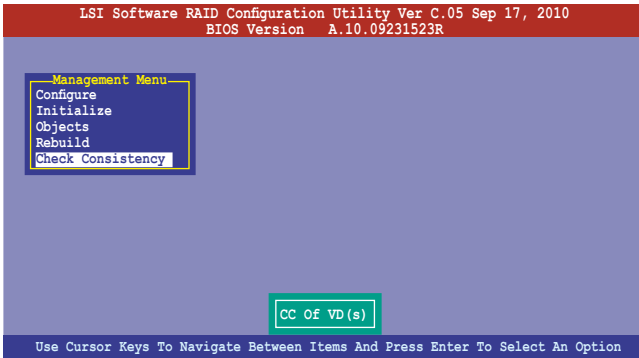 LSI Software RAID Configuration Utility Ver C.05 Sep 17, 2010
BIOS Version A.10.09231523R
Management Menu
Configure
Initialize
Objects
Rebuild
Check Consistency
CC Of VD(s)
Use Cursor Keys To Navigate Between Items And Press Enter To Select An Option